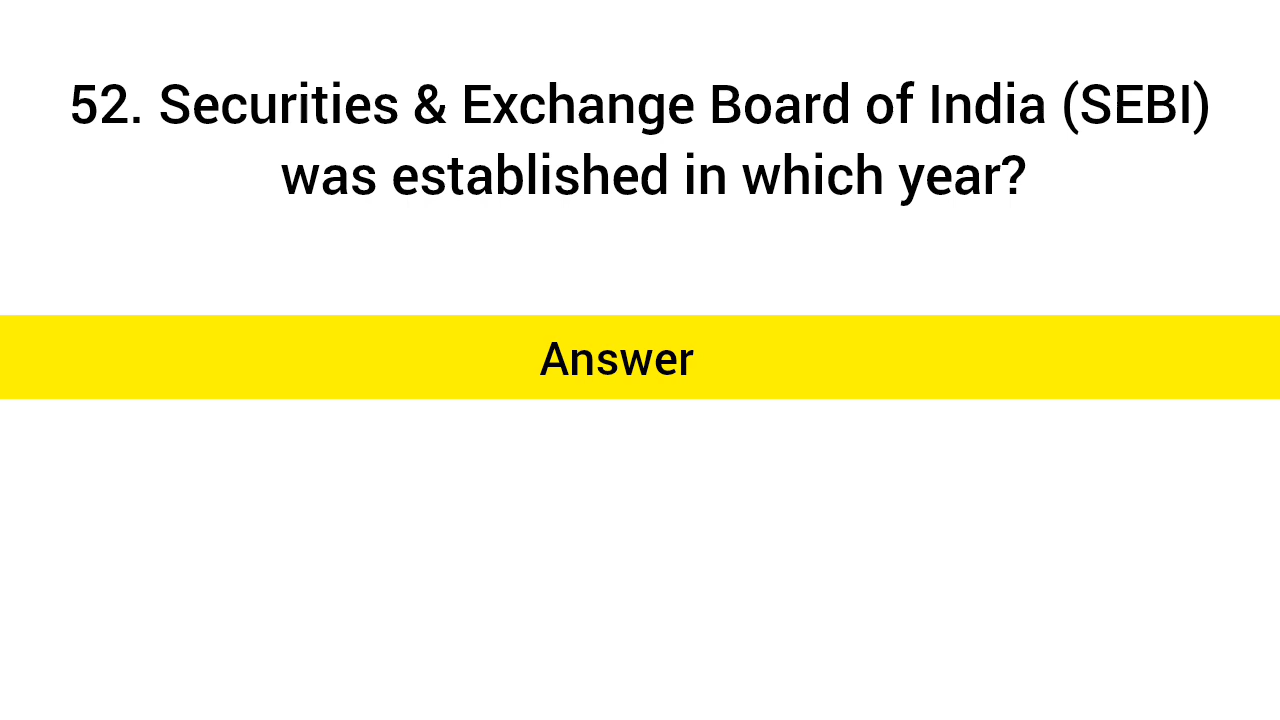 52. Securities & Exchange Board of India (SEBI)
was established in which year?
Answer